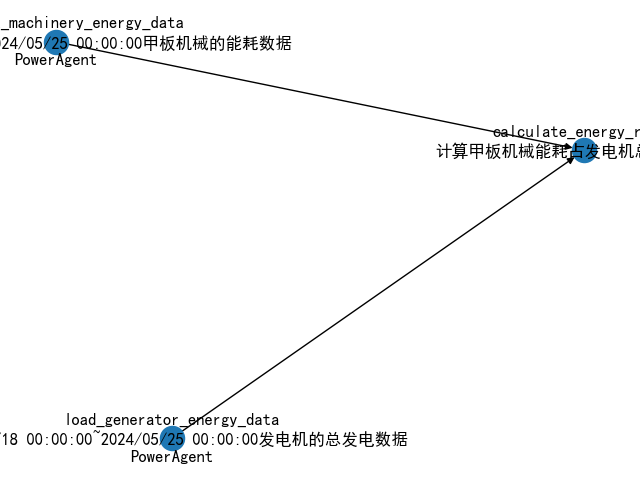 _machinery_energy_data
24/05/25 00:00:00甲板机械的能耗数据
PowerAgent
calculate_energy_r
计算甲板机械能耗占发电机总
load_generator_energy_data
/18 00:00:00~2024/05/25 00:00:00发电机的总发电数据
PowerAgent